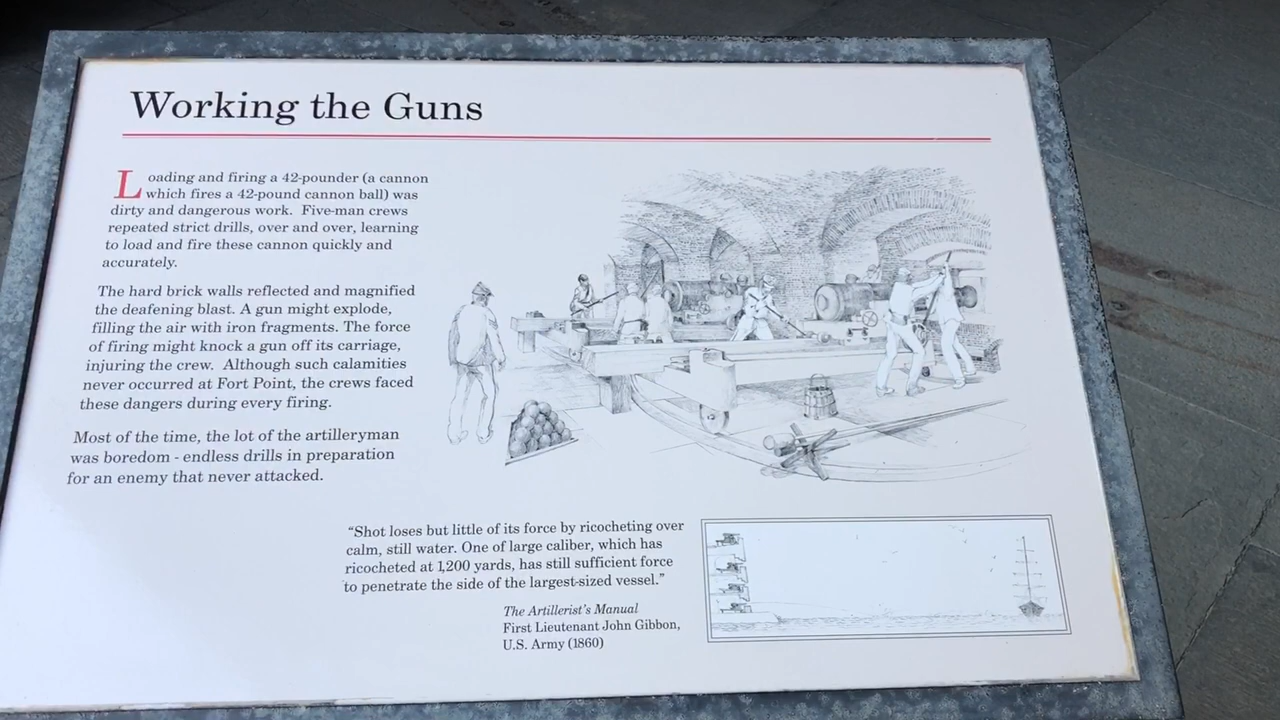 Working the Guns
Loading and firing a 42-pounder (a cannon
which fires a 42-pound cannon ball) was
dirty and dangerous work. Five-man crews
repeated strict drills, over and over, learning
to load and fire these cannon quickly and
accurately.
The hard brick walls reflected and magnified
the deafening blast. A gun might explode,
filling the air with iron fragments. The force
of firing might knock a gun off its carriage,
injuring the crew. Although such calamities
never occurred at Fort Point, the crews faced
these dangers during every firing.
Most of the time, the lot of the artilleryman
was boredom - endless drills in preparation
for an enemy that never attacked.
“Shot loses but little of its force by ricocheting over
calm, still water. One of large caliber, which has
ricocheted at 1,200 yards, has still sufficient force
to penetrate the side of the largest-sized vessel.”
The Artillerist's Manual
First Lieutenant John Gibbon,
U.S. Army (1860)